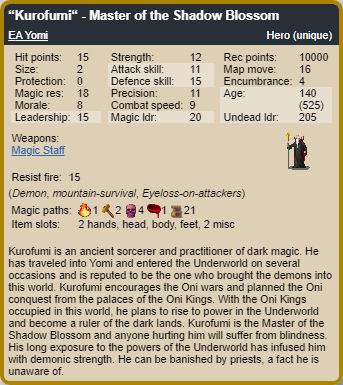 “Kurofumi“ - Master of the Shadow Blossom
EA Yomi Hero (unique)
Hit points: 15 Strength: 12 Rec points: 10000
Size: 2 Attack skill: 11 Map move: 16
Protection: 0 Defence skill: 15 Encumbrance: 4
Magic res: 18 Precision: 11 Age: 140
Morale: 8 Combat speed: 9 (525)
Leadership: 15 Magic ldr: 20 Undead ldr: 205
Weapons:
Magic Staff
Resist fire: 15
(Demon, mountain-survival, Eyeloss-on-attackers)
Magic paths: 1 2 4 1 21
Item slots: 2 hands, head, body, feet, 2 misc
Kurofumi is an ancient sorcerer and practitioner of dark magic. He
has traveled into Yomi and entered the Underworld on several
occasions and is reputed to be the one who brought the demons into
this world. Kurofumi encourages the Oni wars and planned the Oni
conquest from the palaces of the Oni Kings. With the Oni Kings
occupied in this world, he plans to rise to power in the Underworld
and become a ruler of the dark lands. Kurofumi is the Master of the
Shadow Blossom and anyone hurting him will suffer from blindness.
His long exposure to the powers of the Underworld has infused him
with demonic strength. He can be banished by priests, a fact he is
unaware of.